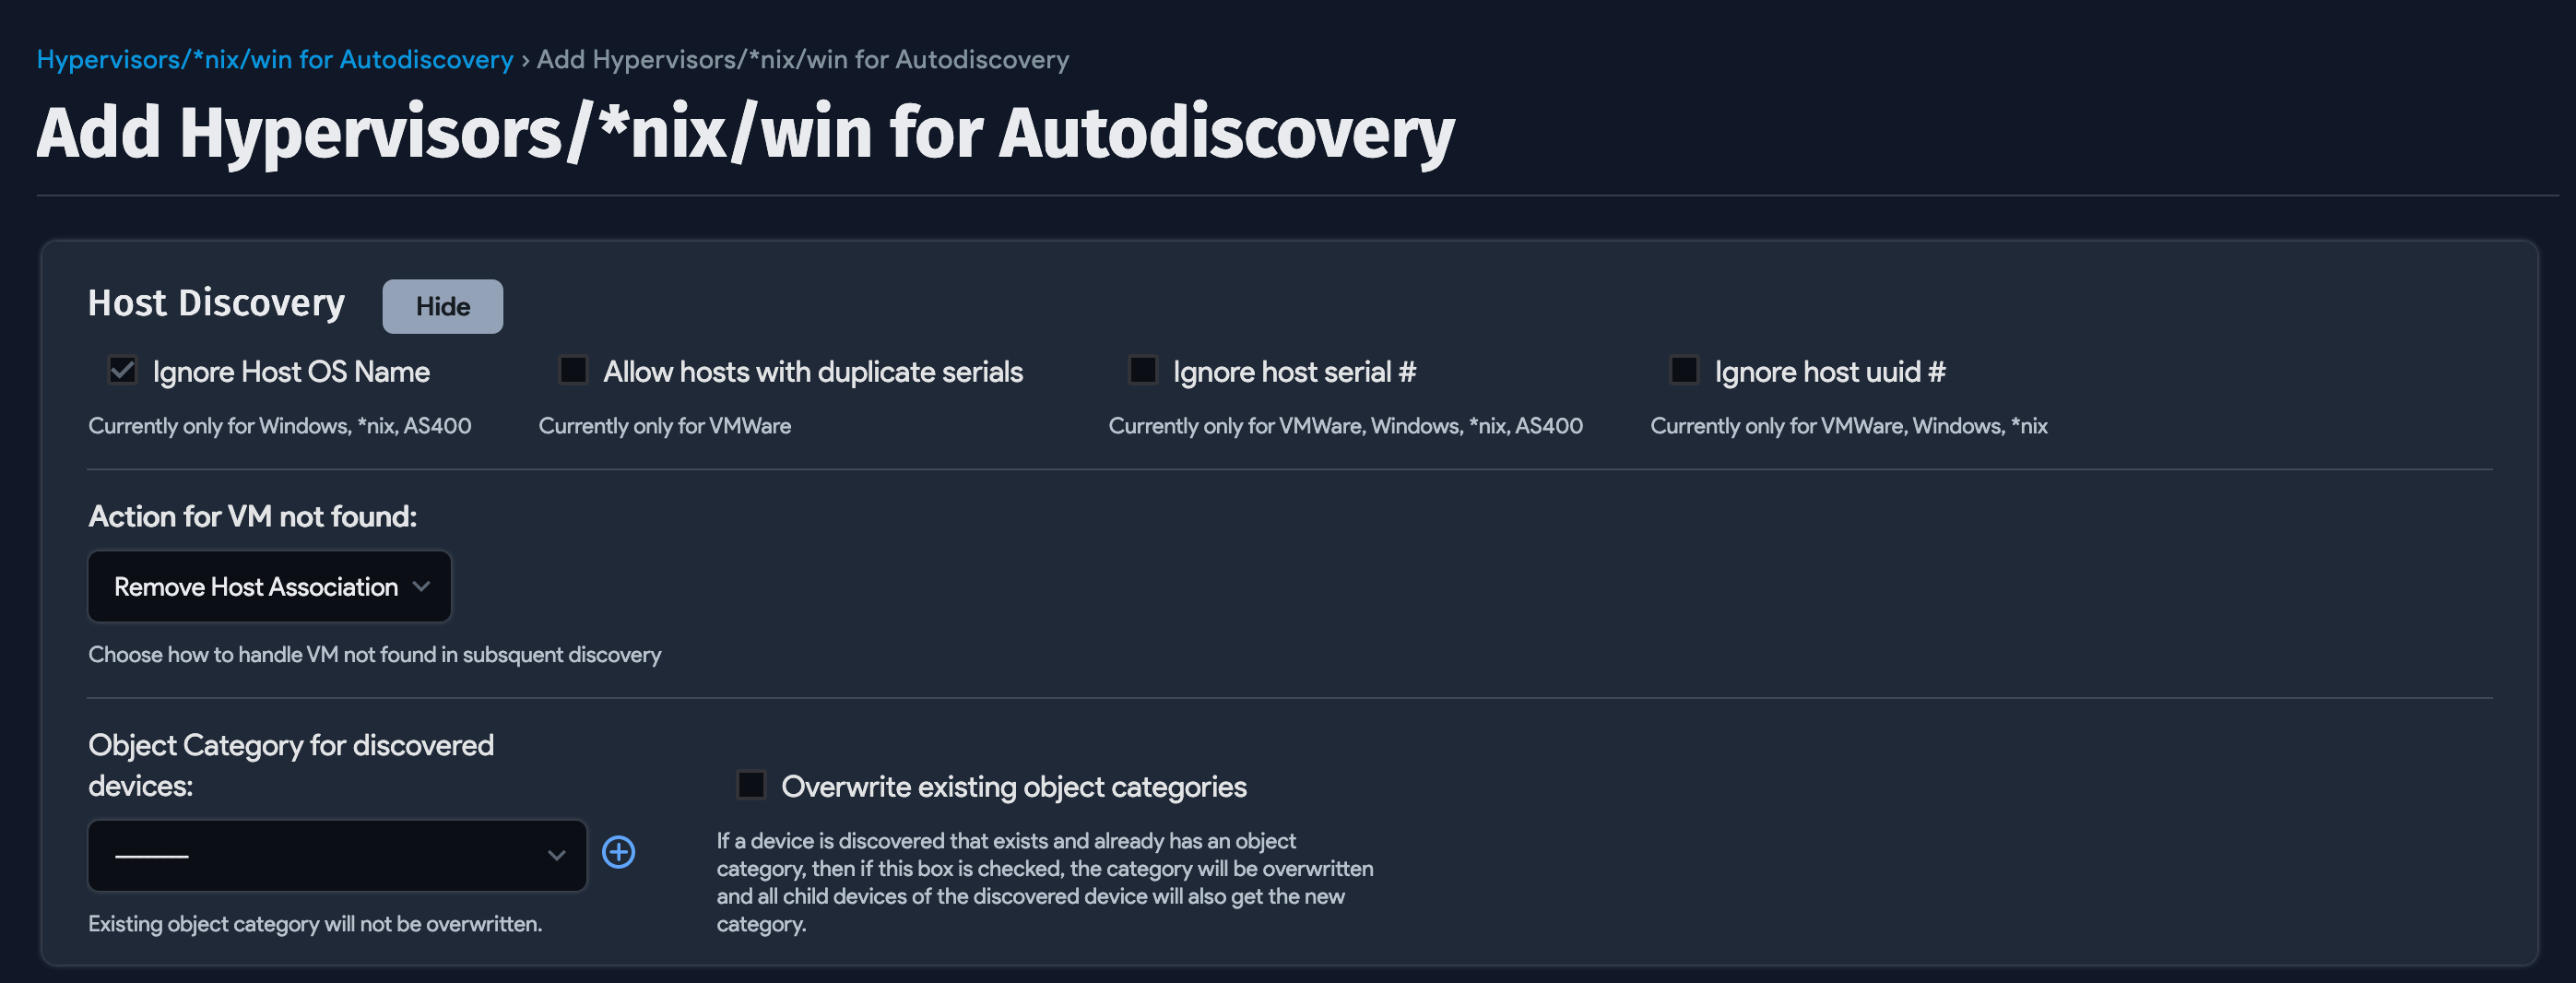 Hypervisors/*nix/win for Autodiscovery › Add Hypervisors/*nix/win for Autodiscovery
Add Hypervisors/*nix/win for Autodiscovery
Host Discovery Hide
Ignore Host OS Name
Allow hosts with duplicate serials
Ignore host serial #
Ignore host uuid #
Currently only for Windows, *nix, AS400
Currently only for VMWare
Currently only for VMWare, Windows, *nix, AS400
Currently only for VMWare, Windows, *nix
Action for VM not found:
Remove Host Association
Choose how to handle VM not found in subsquent discovery
Object Category for discovered
devices:
---------
Existing object category will not be overwritten.
Overwrite existing object categories
If a device is discovered that exists and already has an object
category, then if this box is checked, the category will be overwritten
and all child devices of the discovered device will also get the new
category.